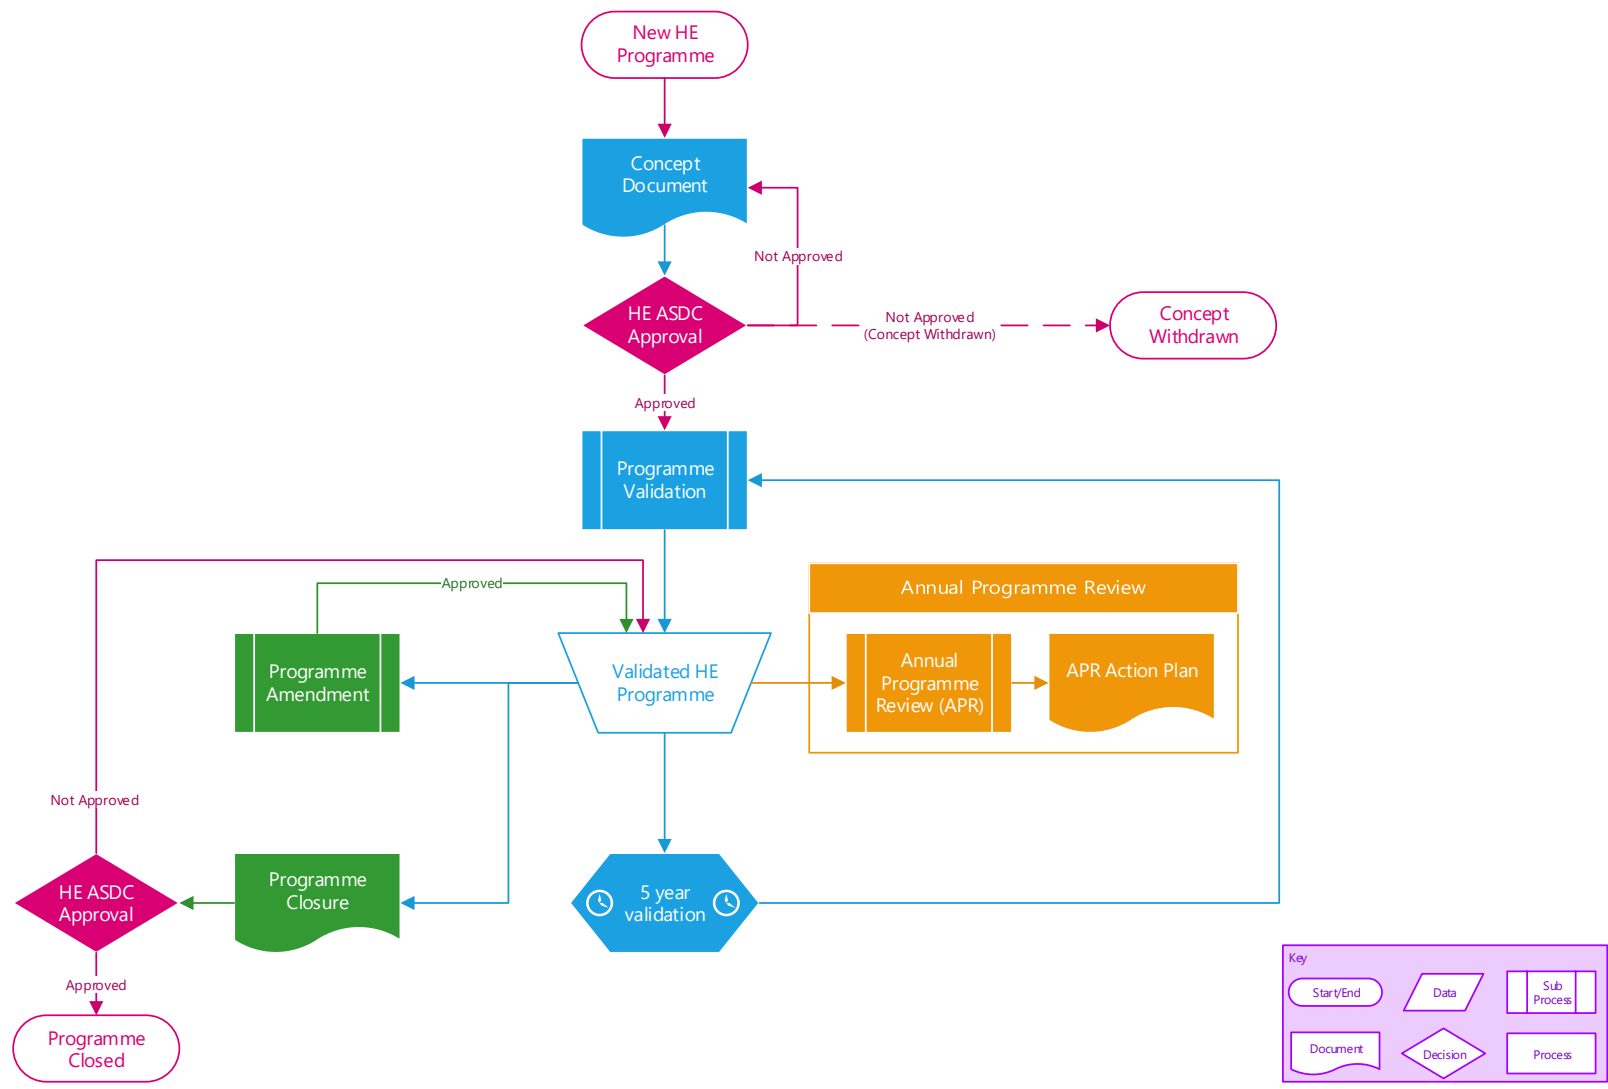 New HE
Programme
Concept
Document
Not Approved
HE ASDC
Approval
Not Approved
(Concept Withdrawn)
Concept
Withdrawn
Approved
Programme
Validation
Approved
Annual Programme Review
Programme
Amendment
Validated HE
Programme
Annual
Programme
Review (APR)
APR Action Plan
Not Approved
HE ASDC
Approval
Programme
Closure
5 year
validation
Approved
Programme
Closed
Key
Start/End
Data
Sub
Process
Document
Decision
Process